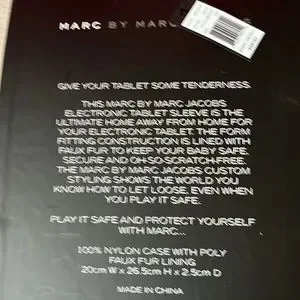 MARC BY MARC
GIVE YOUR TABLET SOME TENDERNESS.
THIS MARC BY MARC JACOBS
ELECTRONIC TABLET SLEEVE IS THE
ULTIMATE HOME AWAY FROM HOME FOR
YOUR ELECTRONIC TABLET. THE FORM
FITTING CONSTRUCTION IS LINED WITH
FAUX FUR TO KEEP YOUR BABY SAFE,
SECURE AND OH-SO-SCRATCH-FREE.
THE MARC BY MARC JACOBS CUSTOM
STYLING SHOWS THE WORLD YOU
KNOW HOW TO LET LOOSE, EVEN WHEN
YOU PLAY IT SAFE.
PLAY IT SAFE AND PROTECT YOURSELF
WITH MARC...
100% NYLON CASE WITH POLY
FAUX FUR LINING
20cm W x 26.5cm H x 2.5cm D
MADE IN CHINA